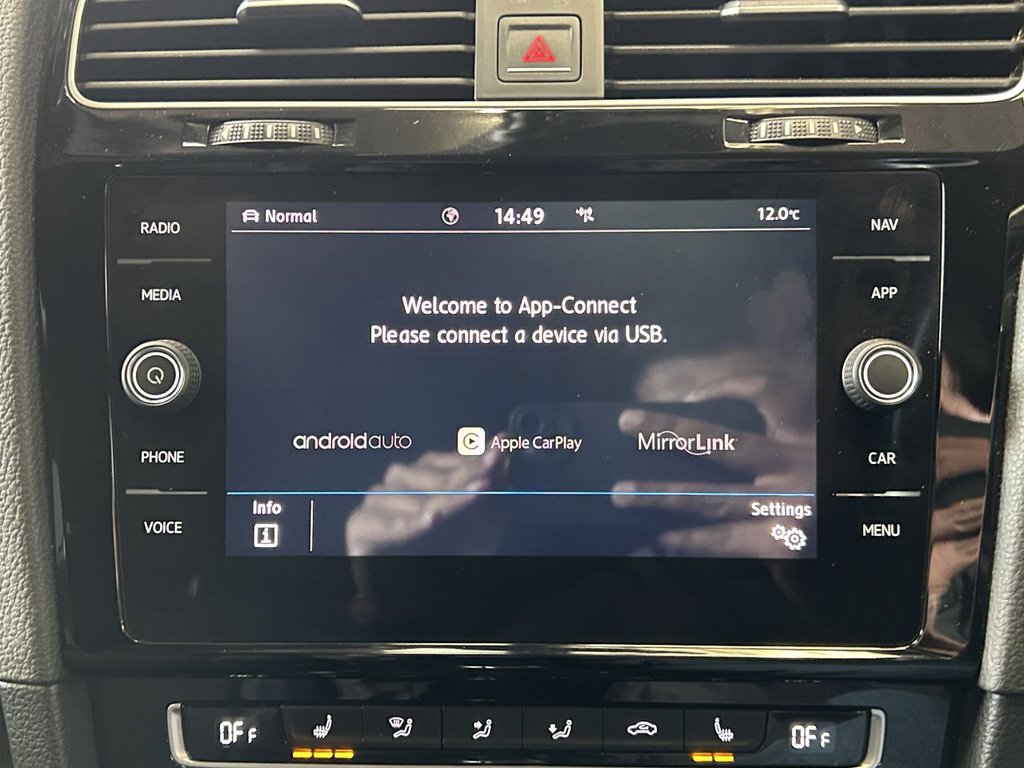 RADIO
MEDIA
PHONE
VOICE
Normal
14:49
12.0°C
Welcome to App-Connect
Please connect a device via USB.
androidauto
Apple CarPlay
MirrorLink
Info
i
Settings
NAV
APP
CAR
MENU
OFF
OFF